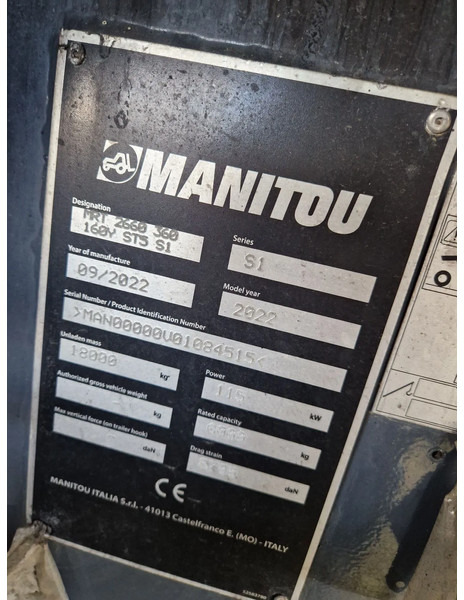 MANITOU
Designation
MRT 2660 360
160Y ST5 S1
Series
S1
Year of manufacture
09/2022
Model year
2022
Serial Number / Product Identification Number
>MAN00000V01084515<
Unladen mass
18000 kg
Power
kW
Authorized gross vehicle weight
kg
Rated capacity
kg
Max vertical force (on trailer hook)
daN
Drag strain
daN
CE
MANITOU ITALIA S.r.l. - 41013 Castelfranco E. (MO) - ITALY